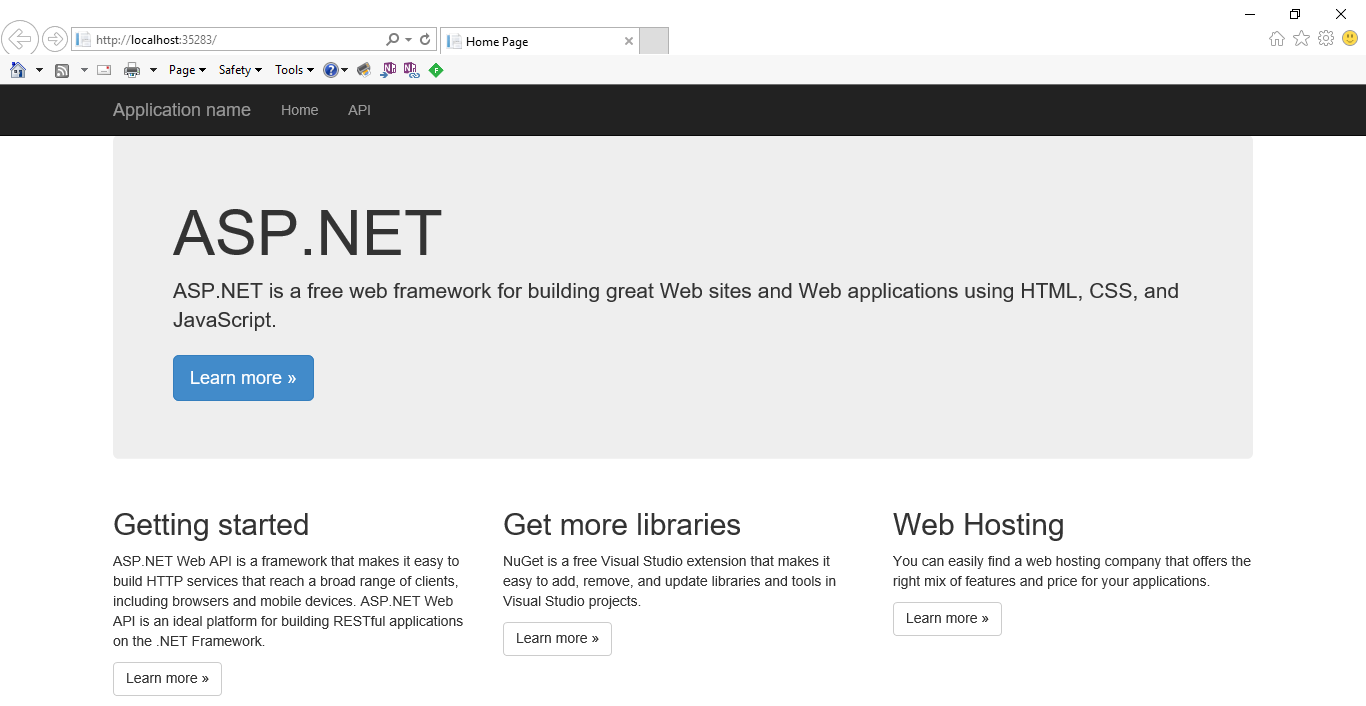 http://localhost:35283/
Home Page
Page Safety Tools
Application name Home API
ASP.NET
ASP.NET is a free web framework for building great Web sites and Web applications using HTML, CSS, and
JavaScript.
Learn more »
Getting started
ASP.NET Web API is a framework that makes it easy to
build HTTP services that reach a broad range of clients,
including browsers and mobile devices. ASP.NET Web
API is an ideal platform for building RESTful applications
on the .NET Framework.
Learn more »
Get more libraries
NuGet is a free Visual Studio extension that makes it
easy to add, remove, and update libraries and tools in
Visual Studio projects.
Learn more »
Web Hosting
You can easily find a web hosting company that offers the
right mix of features and price for your applications.
Learn more »